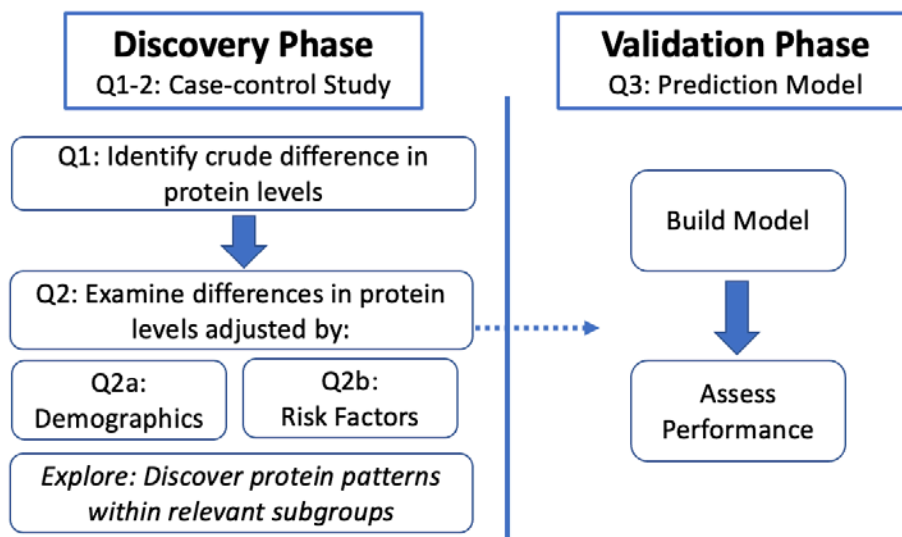 Discovery Phase
Q1-2: Case-control Study
Q1: Identify crude difference in
protein levels
Q2: Examine differences in protein
levels adjusted by:
Q2a:
Demographics
Q2b:
Risk Factors
Explore: Discover protein patterns
within relevant subgroups
Validation Phase
Q3: Prediction Model
Build Model
Assess
Performance